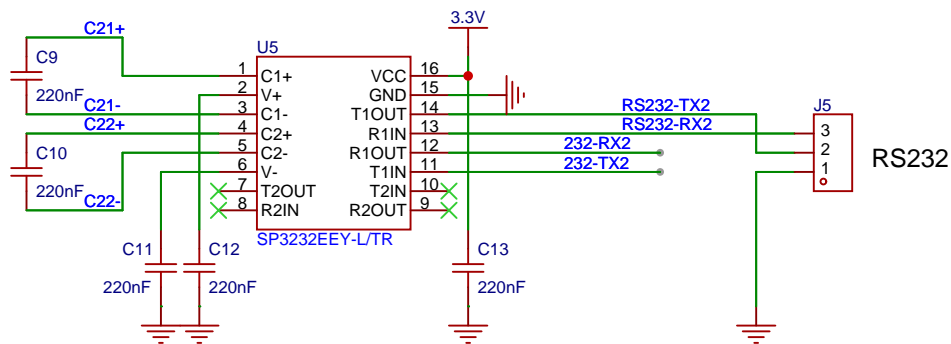 C21+
3.3V
C9
220nF
C21-
C22+
C10
220nF
C22-
U5
1 C1+ VCC 16
2 V+ GND 15
3 C1- T1OUT 14
4 C2+ R1IN 13
5 C2- R1OUT 12
6 V- T1IN 11
7 T2OUT T2IN 10
8 R2IN R2OUT 9
SP3232EEY-L/TR
RS232-TX2
RS232-RX2
232-RX2
232-TX2
J5
3
2
1
RS232
C11
220nF
C12
220nF
C13
220nF